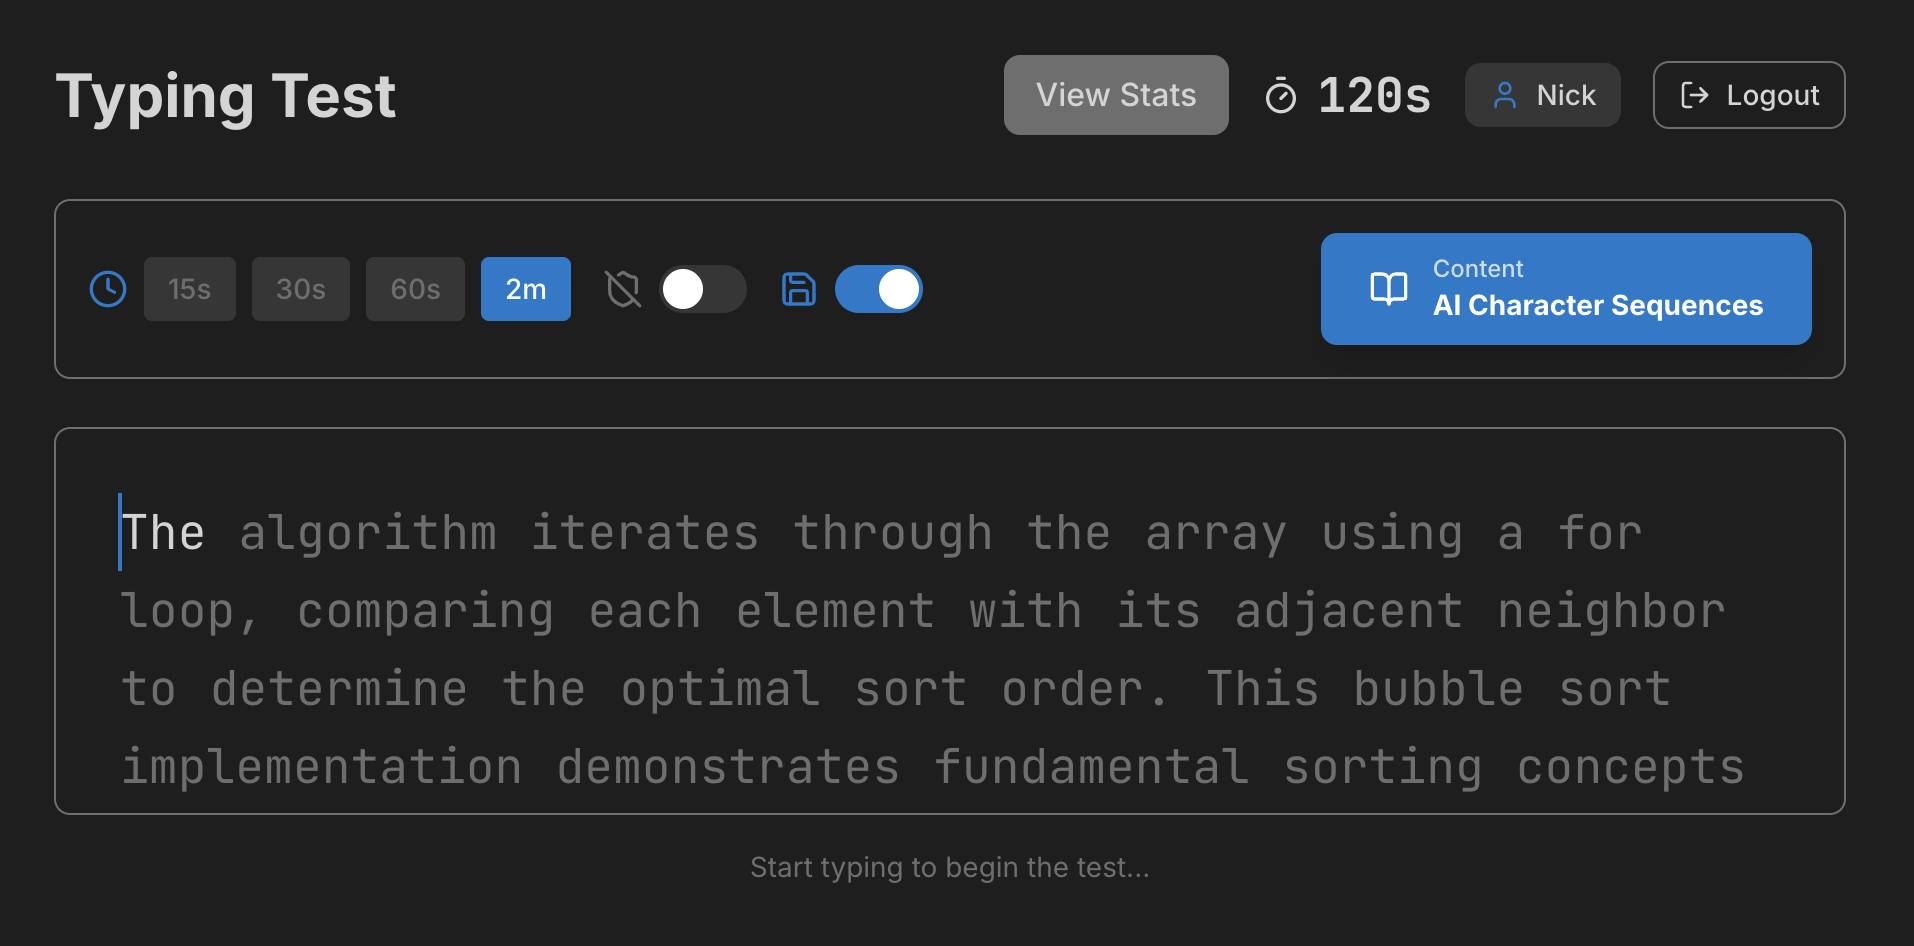 Typing Test
View Stats
120s
Nick
Logout
15s
30s
60s
2m
Content
AI Character Sequences
The algorithm iterates through the array using a for
loop, comparing each element with its adjacent neighbor
to determine the optimal sort order. This bubble sort
implementation demonstrates fundamental sorting concepts
Start typing to begin the test...